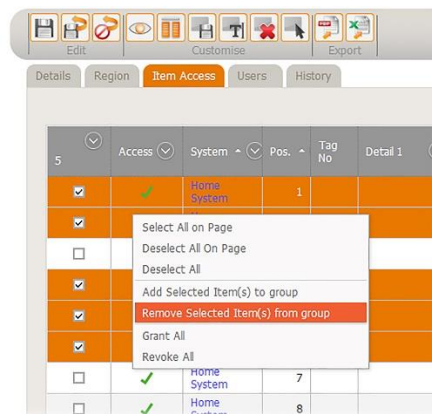 Edit
Customise
Export
Details Region Item Access Users History
5 Access System Pos. Tag No Detail 1
Home System 1
Select All on Page
Deselect All On Page
Deselect All
Add Selected Item(s) to group
Remove Selected Item(s) from group
Grant All
Revoke All
Home System 7
Home 8